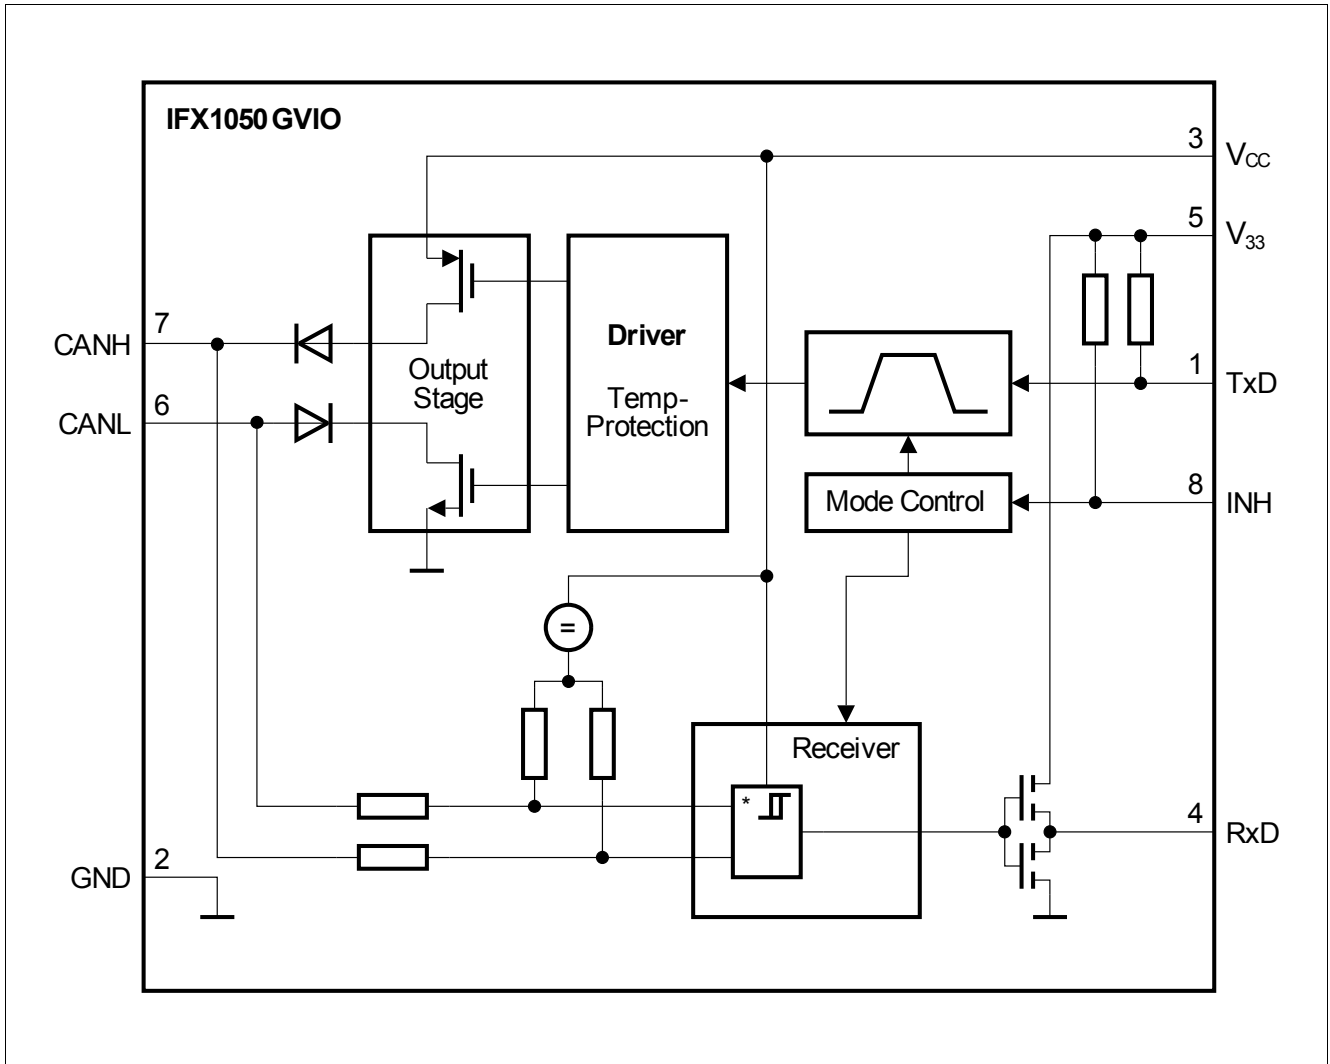 IFX1050 GVIO
3
VCC
5
V33
7
CANH
Driver
Output
Stage
1
TxD
6
CANL
Temp-
Protection
8
INH
Mode Control
=
Receiver
*
4
RxD
2
GND